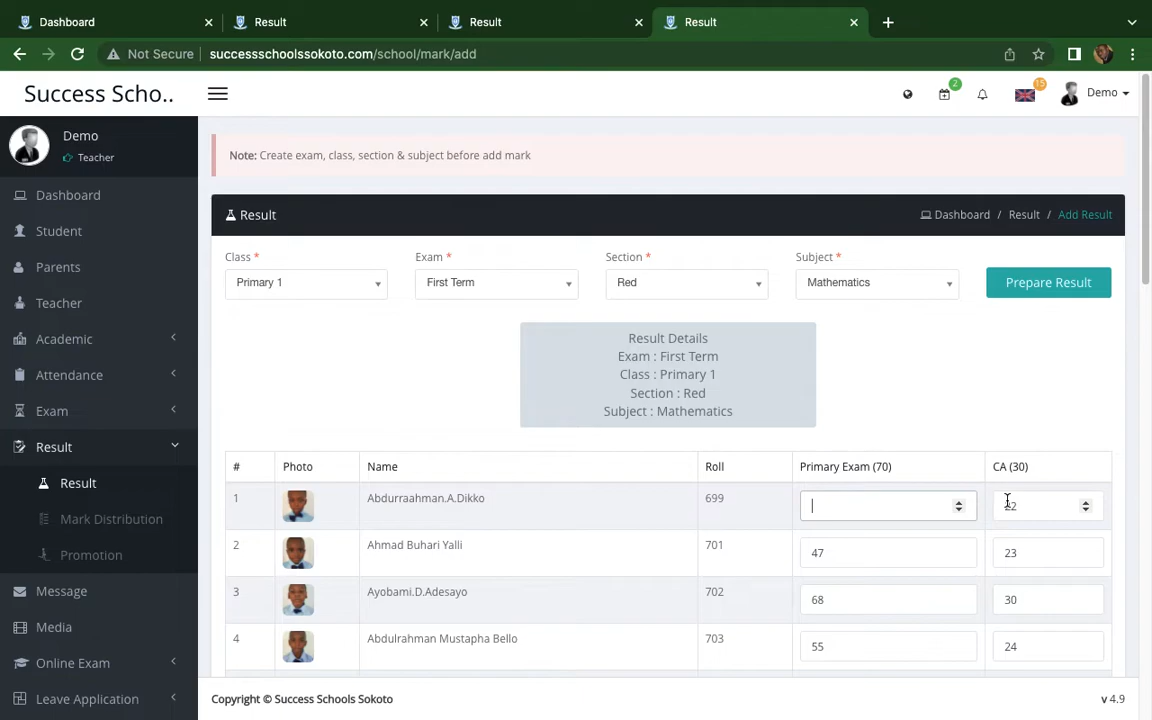 Dashboard Result Result Result
Not Secure successschoolssokoto.com/school/mark/add
Success Scho.. 2 15 Demo
Demo
Teacher
Dashboard
Student
Parents
Teacher
Academic
Attendance
Exam
Result
Result
Mark Distribution
Promotion
Message
Media
Online Exam
Leave Application
Note: Create exam, class, section & subject before add mark
Result Dashboard / Result / Add Result
Class * Exam * Section * Subject *
Primary 1 First Term Red Mathematics Prepare Result
Result Details
Exam : First Term
Class : Primary 1
Section : Red
Subject : Mathematics
# Photo Name Roll Primary Exam (70) CA (30)
1 Abdurraahman.A.Dikko 699 22
2 Ahmad Buhari Yalli 701 47 23
3 Ayobami.D.Adesayo 702 68 30
4 Abdulrahman Mustapha Bello 703 55 24
Copyright © Success Schools Sokoto v 4.9